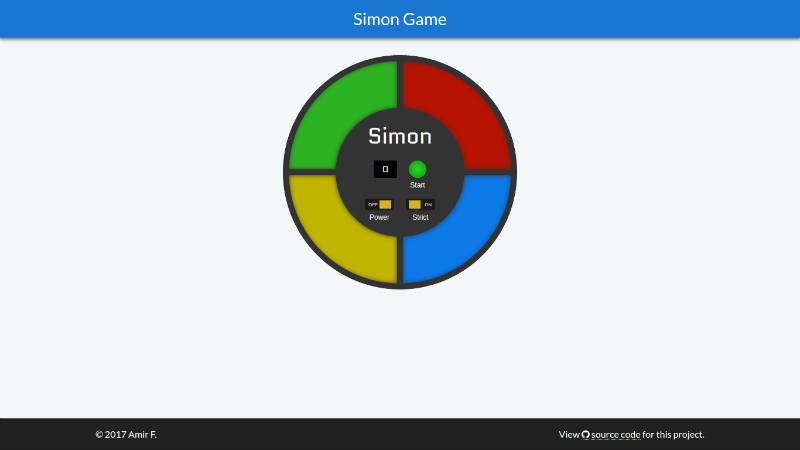 Simon Game
Simon
0
Start
OFF
ON
Power
Strict
© 2017 Amir F.
View source code for this project.